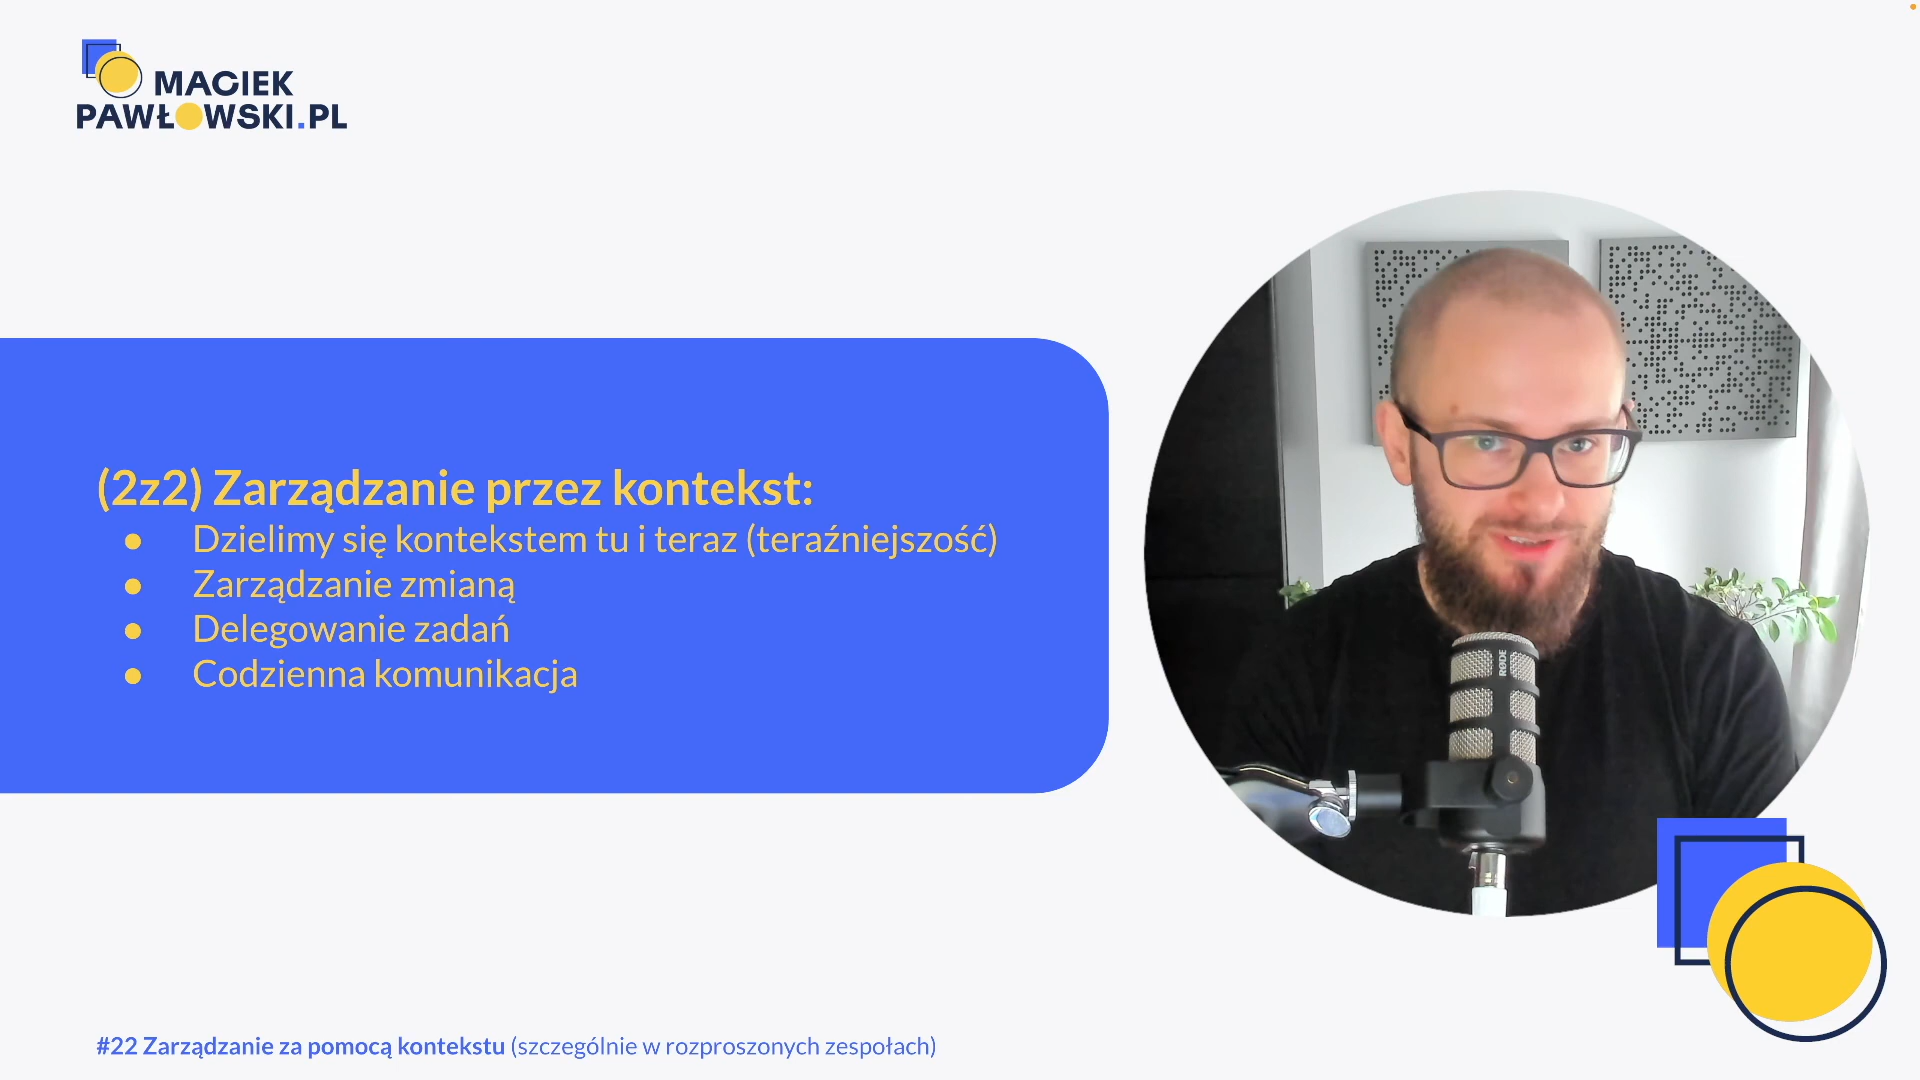 MACIEK
PAWŁOWSKI.PL
(2z2) Zarządzanie przez kontekst:
● Dzielimy się kontekstem tu i teraz (teraźniejszość)
● Zarządzanie zmianą
● Delegowanie zadań
● Codzienna komunikacja
RØDE
#22 Zarządzanie za pomocą kontekstu (szczególnie w rozproszonych zespołach)